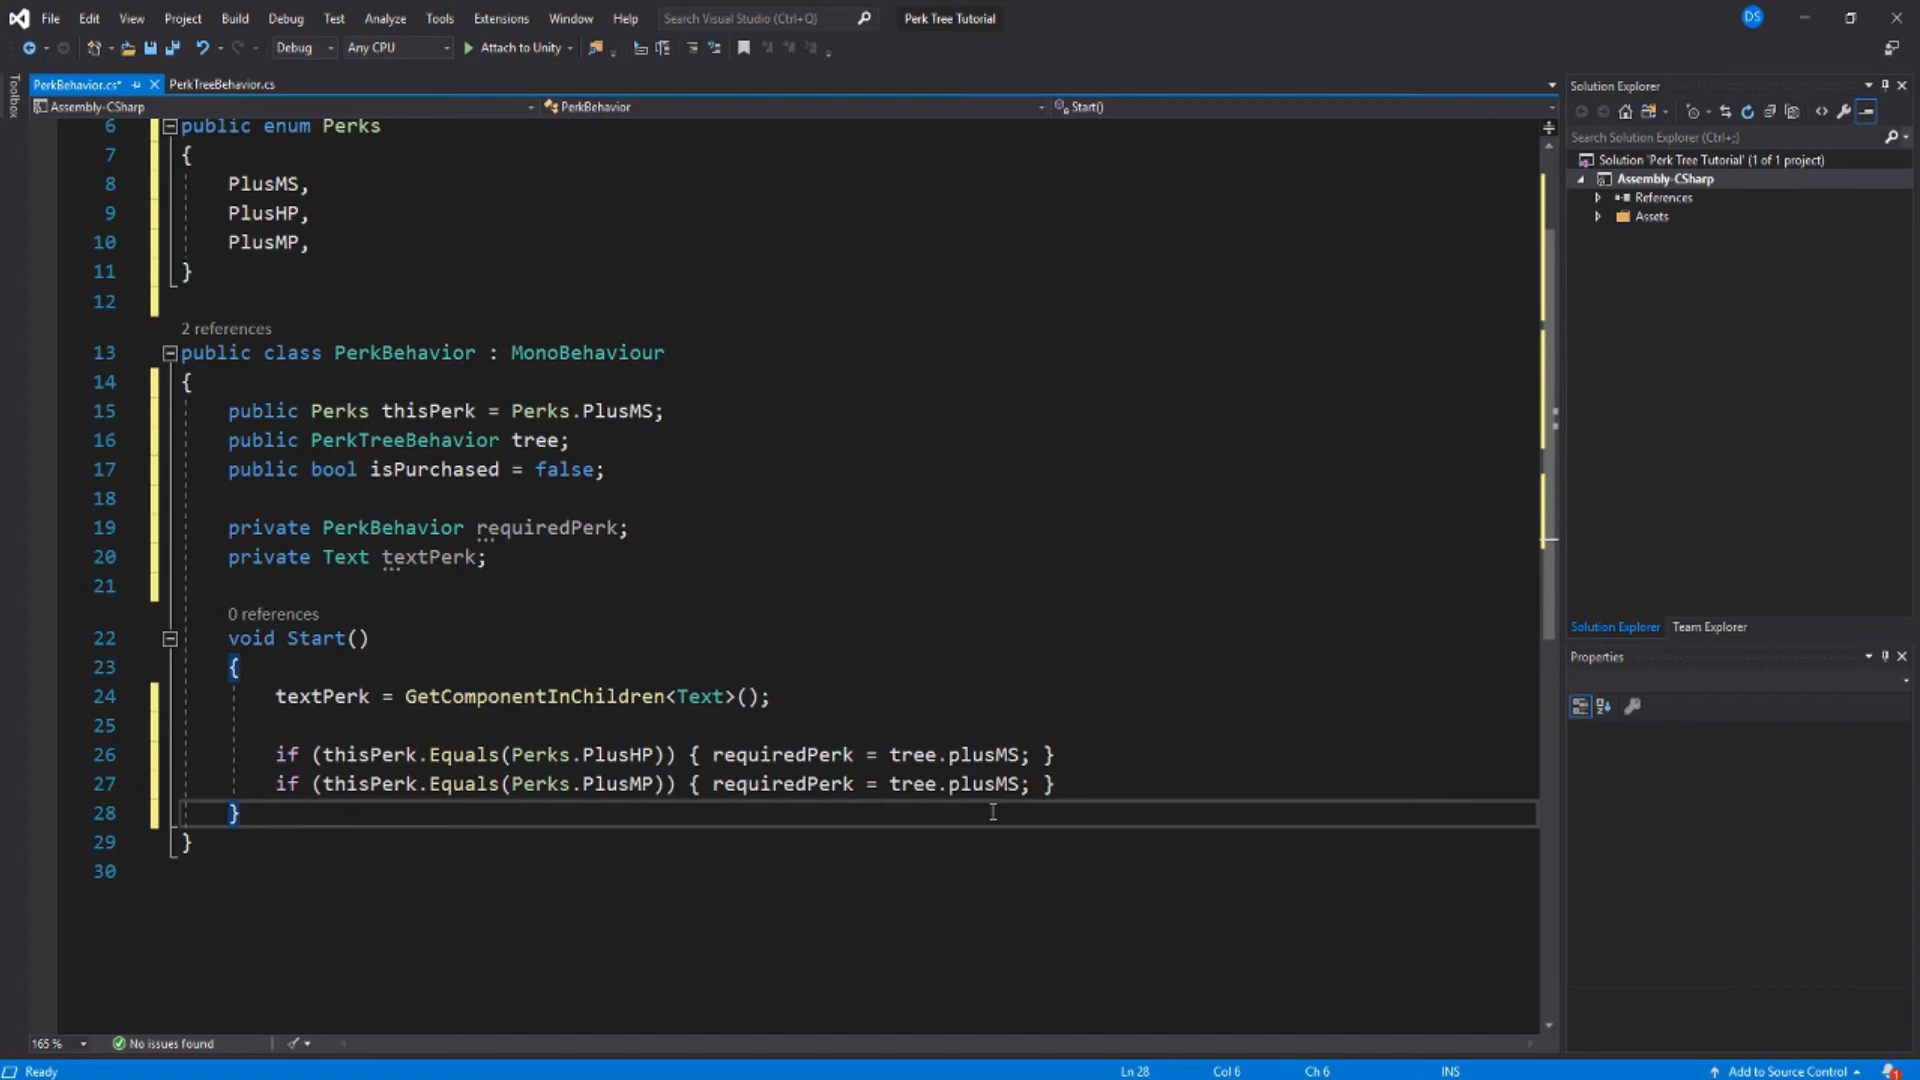 File Edit View Project Build Debug Test Analyze Tools Extensions Window Help Search Visual Studio (Ctrl+Q) Perk Tree Tutorial DS
Debug Any CPU Attach to Unity
Toolbox
PerkBehavior.cs* PerkTreeBehavior.cs
Assembly-CSharp PerkBehavior Start()
6 public enum Perks
7 {
8 PlusMS,
9 PlusHP,
10 PlusMP,
11 }
12
2 references
13 public class PerkBehavior : MonoBehaviour
14 {
15 public Perks thisPerk = Perks.PlusMS;
16 public PerkTreeBehavior tree;
17 public bool isPurchased = false;
18
19 private PerkBehavior requiredPerk;
20 private Text textPerk;
21
0 references
22 void Start()
23 {
24 textPerk = GetComponentInChildren<Text>();
25
26 if (thisPerk.Equals(Perks.PlusHP)) { requiredPerk = tree.plusMS; }
27 if (thisPerk.Equals(Perks.PlusMP)) { requiredPerk = tree.plusMS; }
28 }
29 }
30
165 % No issues found
Solution Explorer
Search Solution Explorer (Ctrl+;)
Solution 'Perk Tree Tutorial' (1 of 1 project)
Assembly-CSharp
References
Assets
Solution Explorer Team Explorer
Properties
Ready Ln 28 Col 6 Ch 6 INS Add to Source Control 1